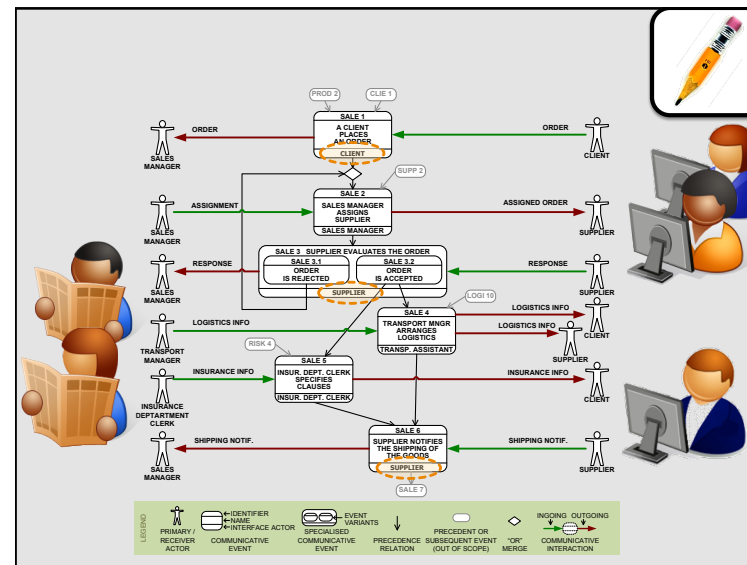 PROD 2
CLIE 1
SALE 1
A CLIENT
PLACES
AN ORDER
CLIENT
ORDER
SALES
MANAGER
ORDER
CLIENT
SUPP 2
SALE 2
SALES MANAGER
ASSIGNS
SUPPLIER
SALES MANAGER
ASSIGNMENT
SALES
MANAGER
ASSIGNED ORDER
SUPPLIER
SALE 3 SUPPLIER EVALUATES THE ORDER
SALE 3.1
ORDER
IS REJECTED
SALE 3.2
ORDER
IS ACCEPTED
SUPPLIER
RESPONSE
SALES
MANAGER
RESPONSE
SUPPLIER
LOGI 10
SALE 4
TRANSPORT MNGR
ARRANGES
LOGISTICS
TRANSP. ASSISTANT
LOGISTICS INFO
TRANSPORT
MANAGER
LOGISTICS INFO
CLIENT
LOGISTICS INFO
SUPPLIER
RISK 4
SALE 5
INSUR. DEPT. CLERK
SPECIFIES
CLAUSES
INSUR. DEPT. CLERK
INSURANCE INFO
INSURANCE
DEPTARTMENT
CLERK
INSURANCE INFO
CLIENT
SALE 6
SUPPLIER NOTIFIES
THE SHIPPING OF
THE GOODS
SUPPLIER
SHIPPING NOTIF.
SALES
MANAGER
SHIPPING NOTIF.
SUPPLIER
SALE 7
LEGEND
PRIMARY /
RECEIVER
ACTOR
IDENTIFIER
NAME
INTERFACE ACTOR
COMMUNICATIVE
EVENT
EVENT
VARIANTS
SPECIALISED
COMMUNICATIVE
EVENT
PRECEDENCE
RELATION
PRECEDENT OR
SUBSEQUENT EVENT
(OUT OF SCOPE)
"OR"
MERGE
INGOING OUTGOING
COMMUNICATIVE
INTERACTION